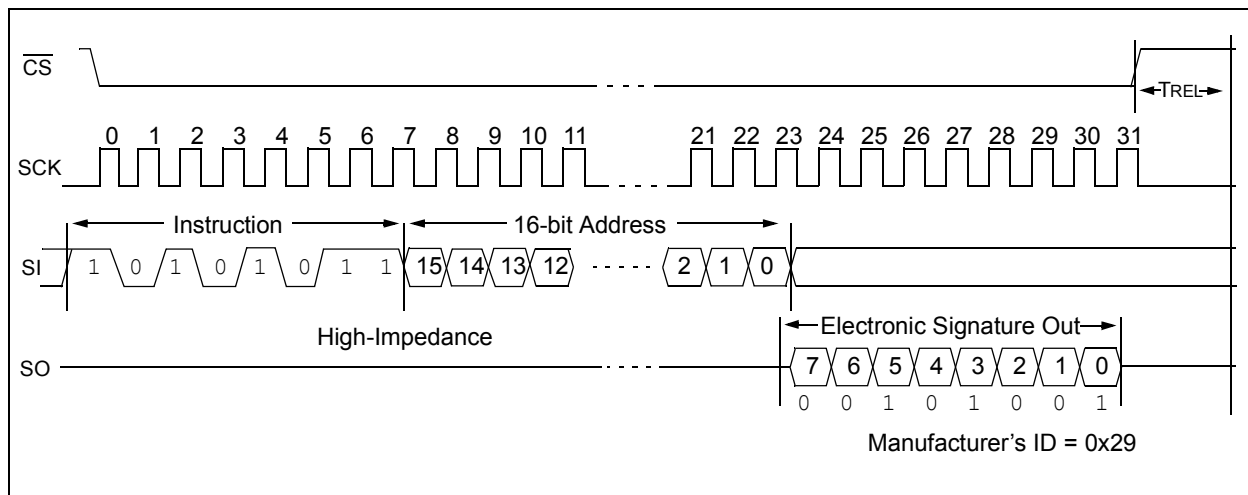 CS
TREL
0 1 2 3 4 5 6 7 8 9 10 11 21 22 23 24 25 26 27 28 29 30 31
SCK
Instruction 16-bit Address
SI 1 0 1 0 1 0 1 1 15 14 13 12 2 1 0
High-Impedance Electronic Signature Out
SO 7 6 5 4 3 2 1 0
0 0 1 0 1 0 0 1
Manufacturer's ID = 0x29